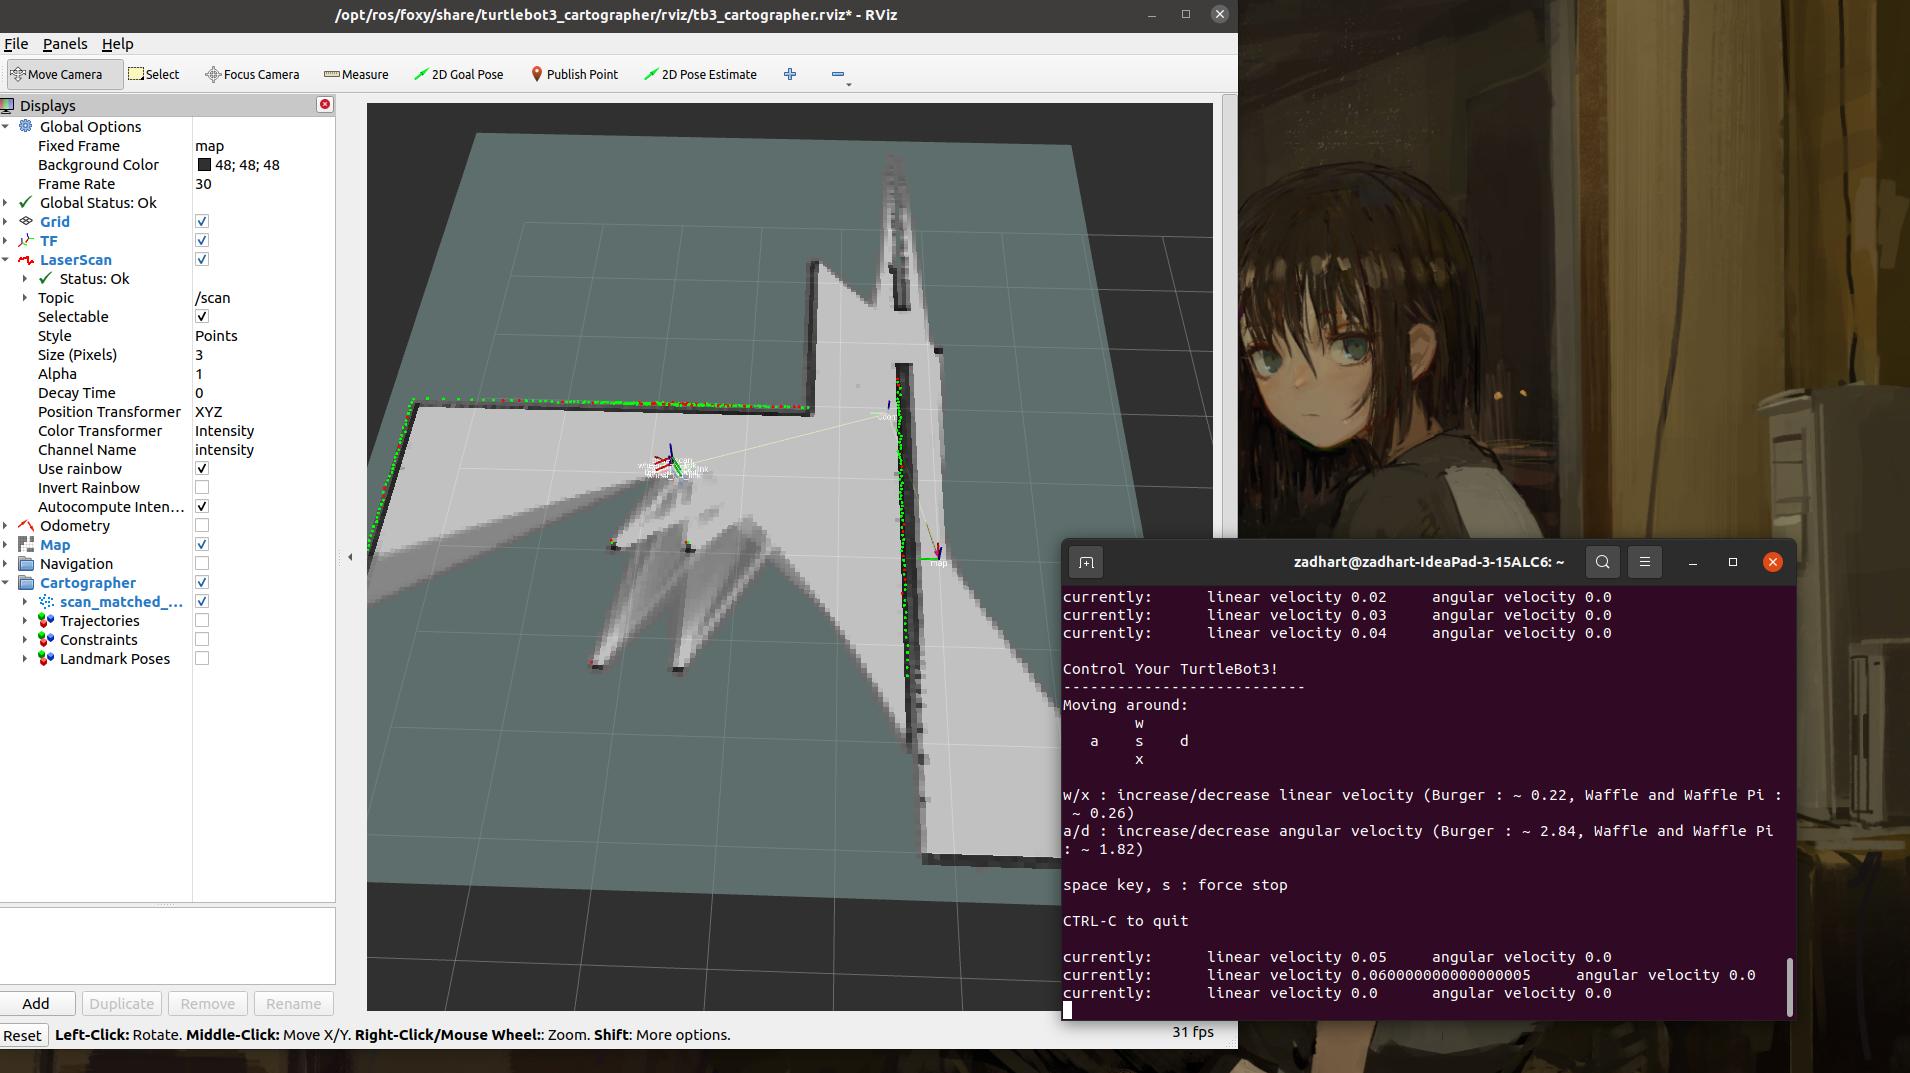 /opt/ros/foxy/share/turtlebot3_cartographer/rviz/tb3_cartographer.rviz* - RViz
File Panels Help
Move Camera Select Focus Camera Measure 2D Goal Pose Publish Point 2D Pose Estimate
Displays
Global Options
Fixed Frame map
Background Color 48; 48; 48
Frame Rate 30
Global Status: Ok
Grid
TF
LaserScan
Status: Ok
Topic /scan
Selectable
Style Points
Size (Pixels) 3
Alpha 1
Decay Time 0
Position Transformer XYZ
Color Transformer Intensity
Channel Name intensity
Use rainbow
Invert Rainbow
Autocompute Inten...
Odometry
Map
Navigation
Cartographer
scan_matched_...
Trajectories
Constraints
Landmark Poses
Add Duplicate Remove Rename
Reset Left-Click: Rotate. Middle-Click: Move X/Y. Right-Click/Mouse Wheel:: Zoom. Shift: More options.
31 fps
odom
map
zadhart@zadhart-IdeaPad-3-15ALC6: ~
currently: linear velocity 0.02 angular velocity 0.0
currently: linear velocity 0.03 angular velocity 0.0
currently: linear velocity 0.04 angular velocity 0.0
Control Your TurtleBot3!
---------------------------
Moving around:
w
a s d
x
w/x : increase/decrease linear velocity (Burger : ~ 0.22, Waffle and Waffle Pi :
~ 0.26)
a/d : increase/decrease angular velocity (Burger : ~ 2.84, Waffle and Waffle Pi
: ~ 1.82)
space key, s : force stop
CTRL-C to quit
currently: linear velocity 0.05 angular velocity 0.0
currently: linear velocity 0.060000000000000005 angular velocity 0.0
currently: linear velocity 0.0 angular velocity 0.0